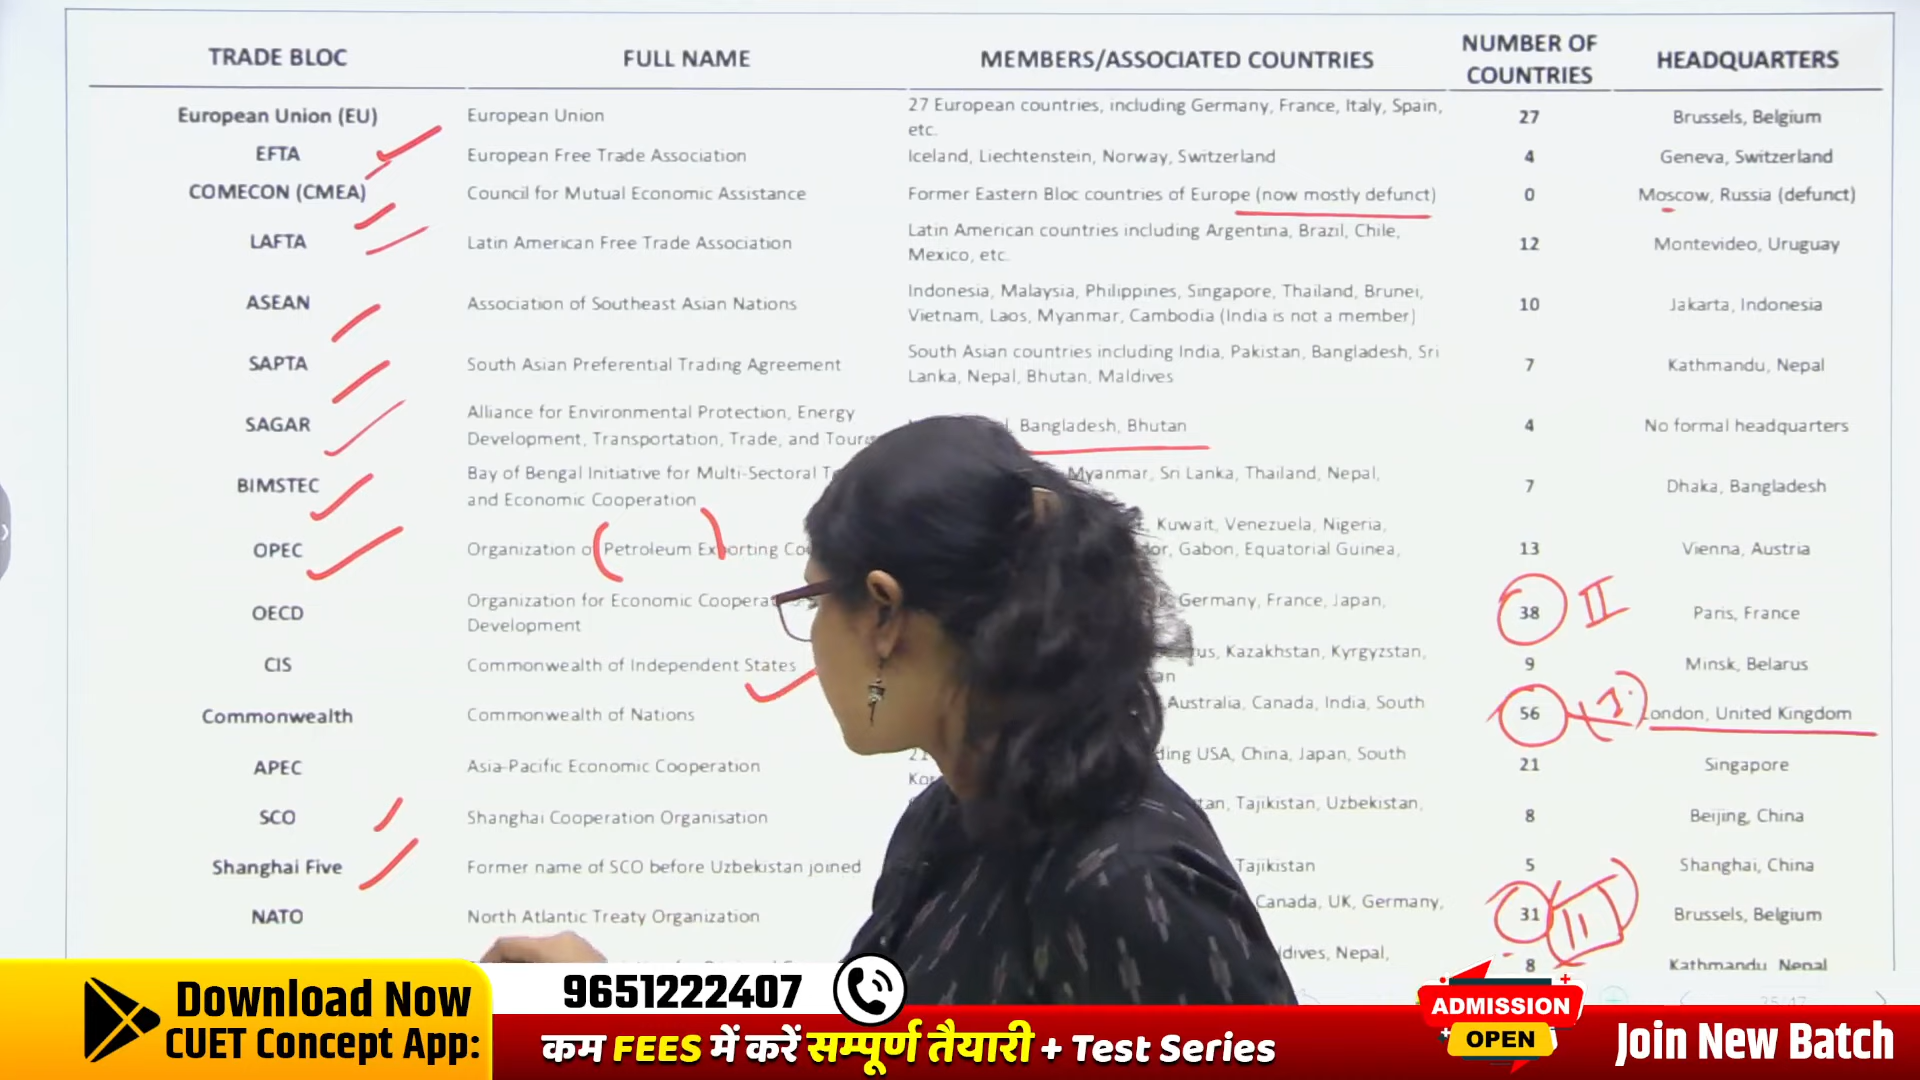 TRADE BLOC FULL NAME MEMBERS/ASSOCIATED COUNTRIES NUMBER OF COUNTRIES HEADQUARTERS
European Union (EU) European Union 27 European countries, including Germany, France, Italy, Spain, etc. 27 Brussels, Belgium
EFTA European Free Trade Association Iceland, Liechtenstein, Norway, Switzerland 4 Geneva, Switzerland
COMECON (CMEA) Council for Mutual Economic Assistance Former Eastern Bloc countries of Europe (now mostly defunct) 0 Moscow, Russia (defunct)
LAFTA Latin American Free Trade Association Latin American countries including Argentina, Brazil, Chile, Mexico, etc. 12 Montevideo, Uruguay
ASEAN Association of Southeast Asian Nations Indonesia, Malaysia, Philippines, Singapore, Thailand, Brunei, Vietnam, Laos, Myanmar, Cambodia (India is not a member) 10 Jakarta, Indonesia
SAPTA South Asian Preferential Trading Agreement South Asian countries including India, Pakistan, Bangladesh, Sri Lanka, Nepal, Bhutan, Maldives 7 Kathmandu, Nepal
SAGAR Alliance for Environmental Protection, Energy Development, Transportation, Trade, and Bangladesh, Bhutan 4 No formal headquarters
BIMSTEC Bay of Bengal Initiative for Multi-Sectoral and Economic Cooperation Myanmar, Sri Lanka, Thailand, Nepal, 7 Dhaka, Bangladesh
OPEC Organization of Petroleum Exporting Kuwait, Venezuela, Nigeria, Gabon, Equatorial Guinea, 13 Vienna, Austria
OECD Organization for Economic Development Germany, France, Japan, 38 II Paris, France
CIS Commonwealth of Independent States Kazakhstan, Kyrgyzstan, 9 Minsk, Belarus
Commonwealth Commonwealth of Nations Australia, Canada, India, South 56 London, United Kingdom
APEC Asia-Pacific Economic Cooperation USA, China, Japan, South 21 Singapore
SCO Shanghai Cooperation Organisation Tajikistan, Uzbekistan, 8 Beijing, China
Shanghai Five Former name of SCO before Uzbekistan joined Tajikistan 5 Shanghai, China
NATO North Atlantic Treaty Organization Canada, UK, Germany, 31 Brussels, Belgium
Nepal, 8 Kathmandu, Nepal
25/47
Download Now
CUET Concept App:
9651222407
कम FEES में करें सम्पूर्ण तैयारी + Test Series
ADMISSION
OPEN
Join New Batch